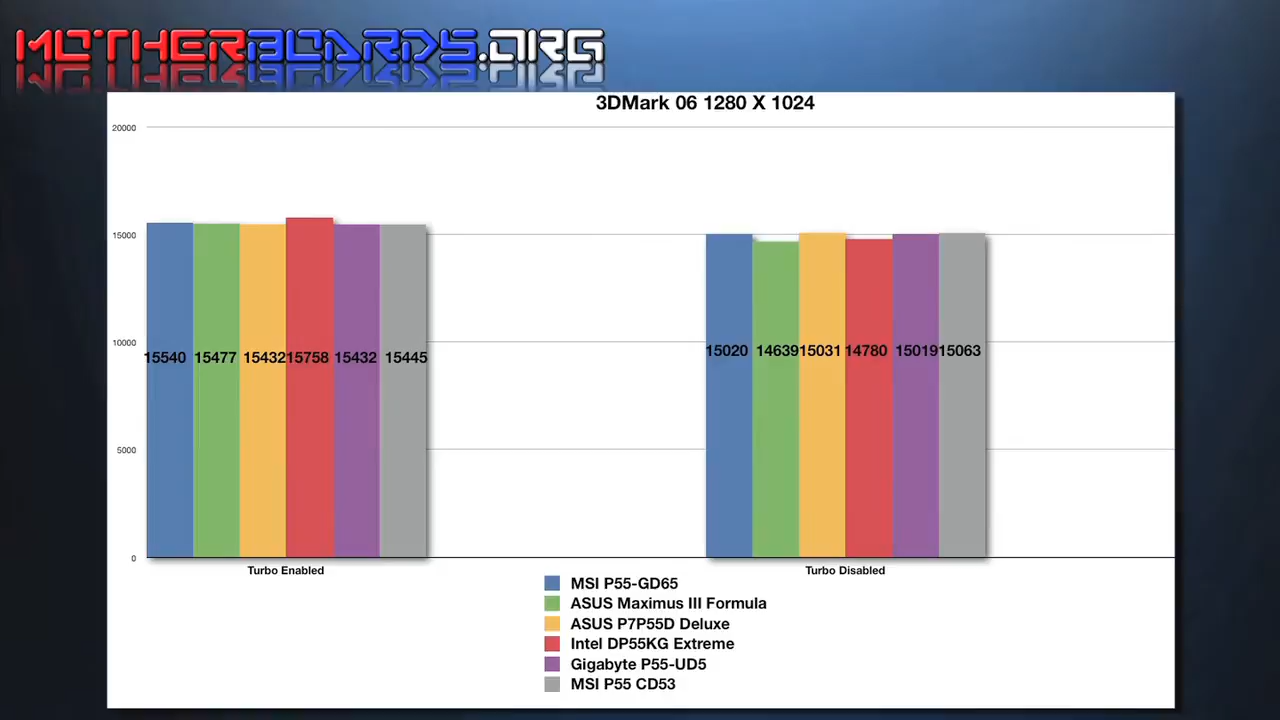 MOTHERBOARDS.ORG
3DMark 06 1280 X 1024
20000
15000
10000
5000
0
15540 15477 15432 15758 15432 15445
15020 14639 15031 14780 15019 15063
Turbo Enabled
Turbo Disabled
MSI P55-GD65
ASUS Maximus III Formula
ASUS P7P55D Deluxe
Intel DP55KG Extreme
Gigabyte P55-UD5
MSI P55 CD53